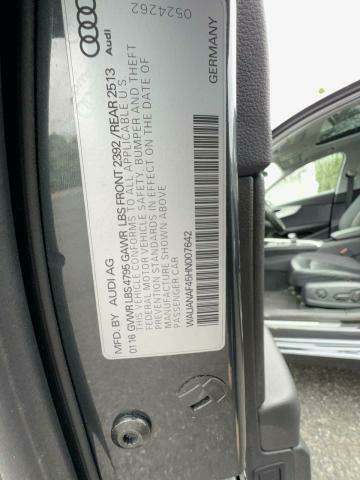 Audi
0524262
GERMANY
MFD. BY AUDI AG
01·16 GVWR LBS 4795 GAWR, LBS FRONT 2392 / REAR 2513
THIS VEHICLE CONFORMS TO ALL APPLICABLE U S
FEDERAL MOTOR VEHICLE SAFETY, BUMPER AND THEFT
PREVENTION STANDARDS IN EFFECT ON THE DATE OF
MANUFACTURE SHOWN ABOVE
PASSENGER CAR
WAUANAF45HN007642